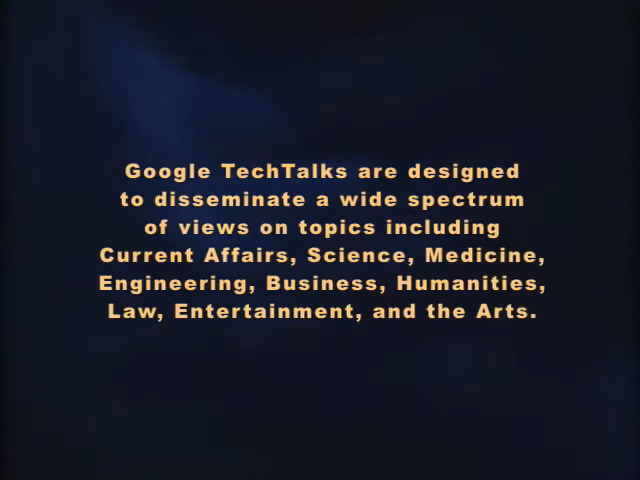 Google TechTalks are designed
to disseminate a wide spectrum
of views on topics including
Current Affairs, Science, Medicine,
Engineering, Business, Humanities,
Law, Entertainment, and the Arts.